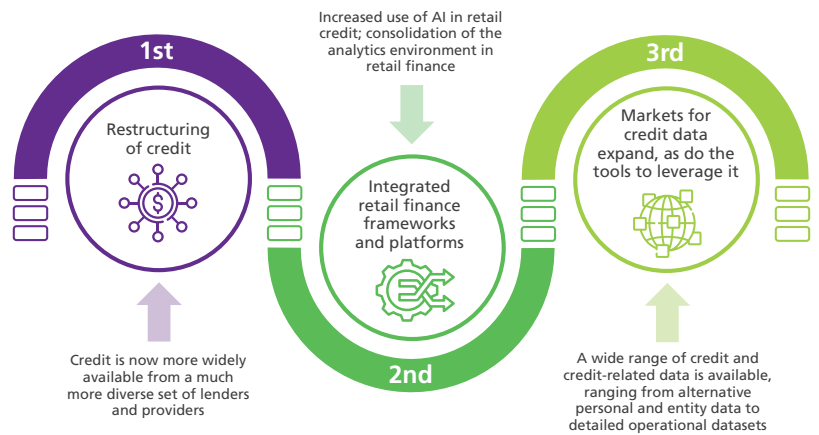 1st
Restructuring
of credit
$
Credit is now more widely
available from a much
more diverse set of lenders
and providers
Increased use of AI in retail
credit; consolidation of the
analytics environment in
retail finance
Integrated
retail finance
frameworks
and platforms
2nd
3rd
Markets for
credit data
expand, as do the
tools to leverage it
A wide range of credit and
credit-related data is available,
ranging from alternative
personal and entity data to
detailed operational datasets